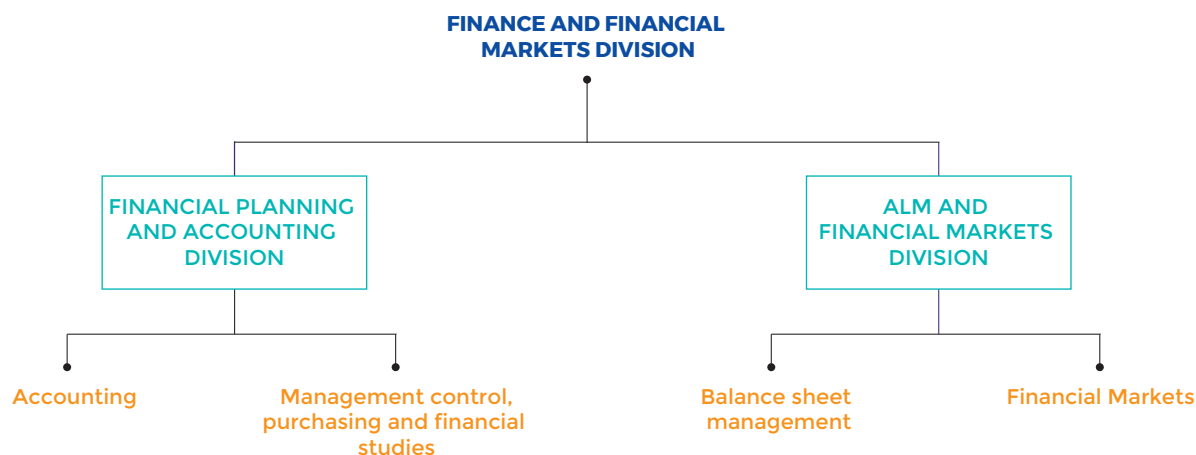 FINANCE AND FINANCIAL
MARKETS DIVISION
FINANCIAL PLANNING
AND ACCOUNTING
DIVISION
ALM AND
FINANCIAL MARKETS
DIVISION
Accounting
Management control,
purchasing and financial
studies
Balance sheet
management
Financial Markets